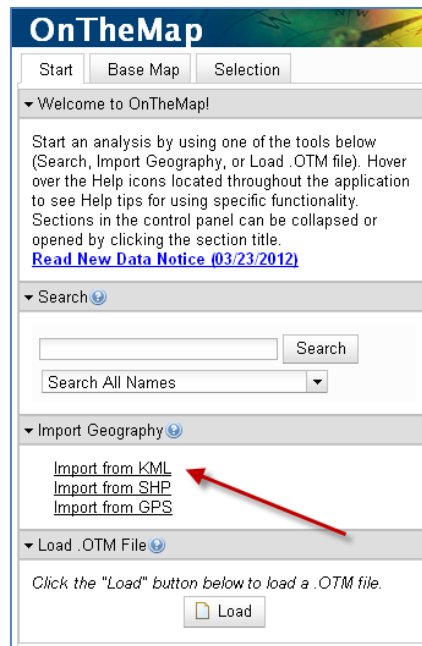 OnTheMap
Start Base Map Selection
Welcome to OnTheMap!
Start an analysis by using one of the tools below
(Search, Import Geography, or Load .OTM file). Hover
over the Help icons located throughout the application
to see Help tips for using specific functionality.
Sections in the control panel can be collapsed or
opened by clicking the section title.
Read New Data Notice (03/23/2012)
Search
Search
Search All Names
Import Geography
Import from KML
Import from SHP
Import from GPS
Load .OTM File
Click the "Load" button below to load a .OTM file.
Load